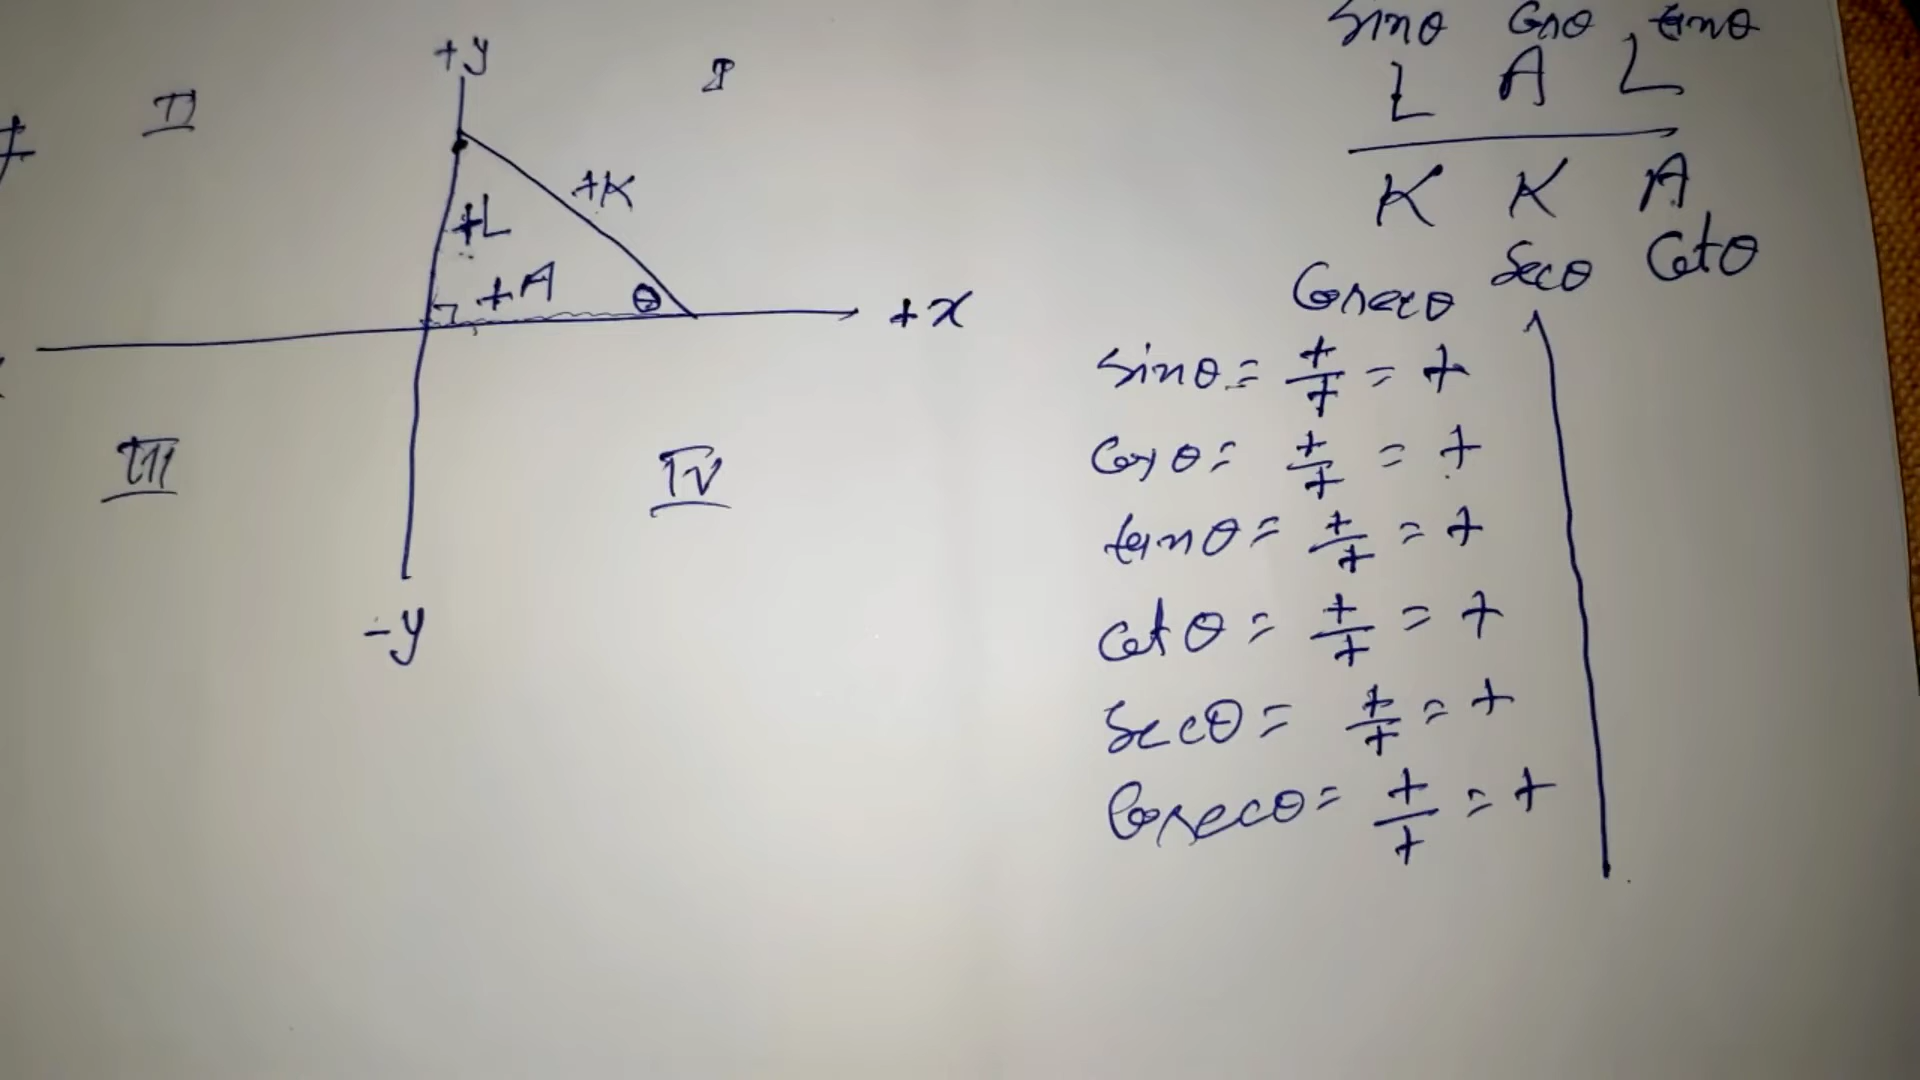 +y
II
I
+K
+L
+A
θ
+x
III
IV
-y
sinθ cosθ tanθ
L A L
K K A
Cosecθ Secθ Cotθ
sinθ = +/+ = +
Cosθ = +/+ = +
tanθ = +/+ = +
Cotθ = +/+ = +
Secθ = +/+ = +
Cosecθ = +/+ = +